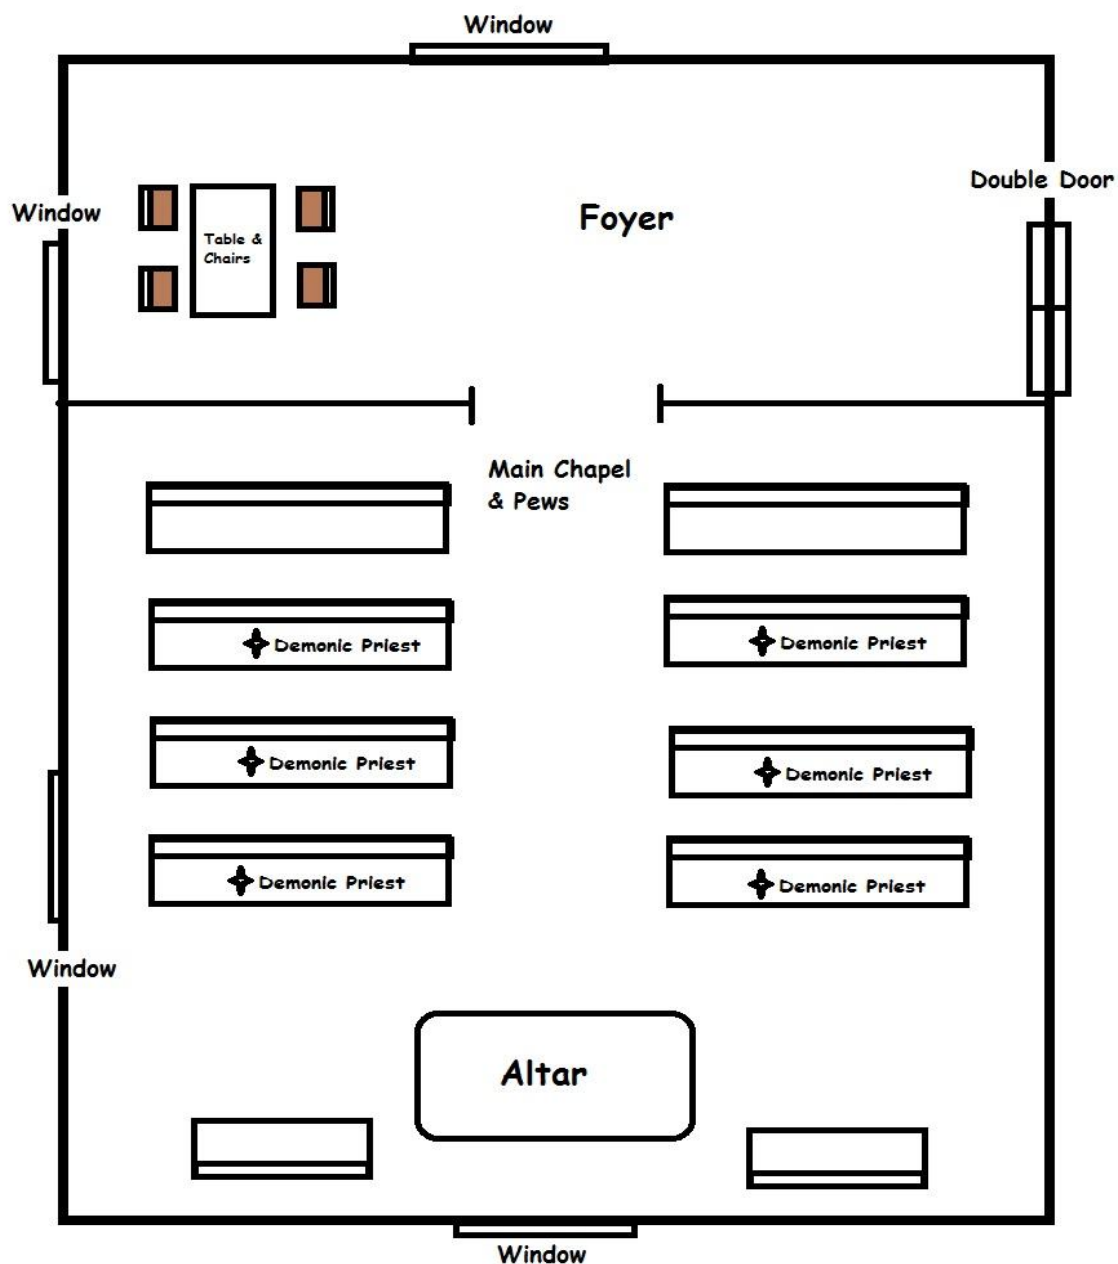 Window
Double Door
Window
Foyer
Table &
Chairs
Main Chapel
& Pews
Demonic Priest
Demonic Priest
Demonic Priest
Demonic Priest
Demonic Priest
Demonic Priest
Window
Altar
Window